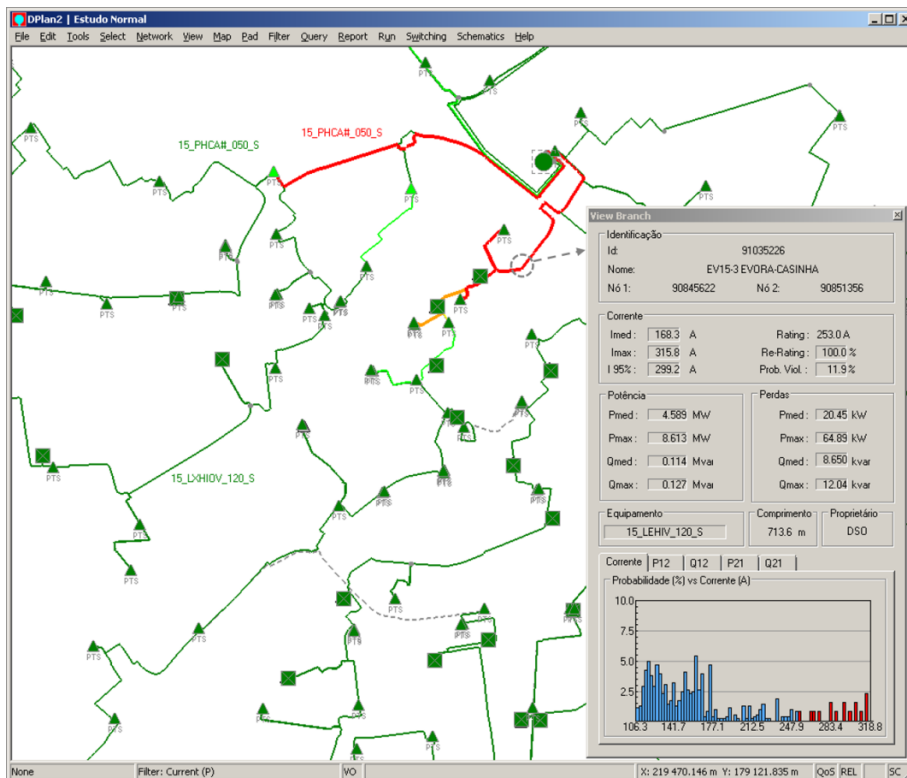 DPlan2 | Estudo Normal
File Edit Tools Select Network View Map Pad Filter Query Report Run Switching Schematics Help
PTS
15_PHCA#_050_S
15_PHCA#_050_S
15_LXHIOV_120_S
View Branch
Identificação
Id: 91035226
Nome: EV15-3 EVORA-CASINHA
Nó 1: 90845622 Nó 2: 90851356
Corrente
Imed : 168.3 A Rating : 253.0 A
Imax : 315.8 A Re-Rating : 100.0 %
I 95% : 299.2 A Prob. Viol. : 11.9 %
Potência Perdas
Pmed : 4.589 MW Pmed : 20.45 kW
Pmax : 8.613 MW Pmax : 64.89 kW
Qmed : 0.114 Mvar Qmed : 8.650 kvar
Qmax : 0.127 Mvar Qmax : 12.04 kvar
Equipamento Comprimento Proprietário
15_LEHIV_120_S 713.6 m DSO
Corrente P12 Q12 P21 Q21
Probabilidade (%) vs Corrente (A)
10.0
7.5
5.0
2.5
106.3 141.7 177.1 212.5 247.9 283.4 318.8
None Filter: Current (P) VO X: 219 470.146 m Y: 179 121.835 m QoS REL SC